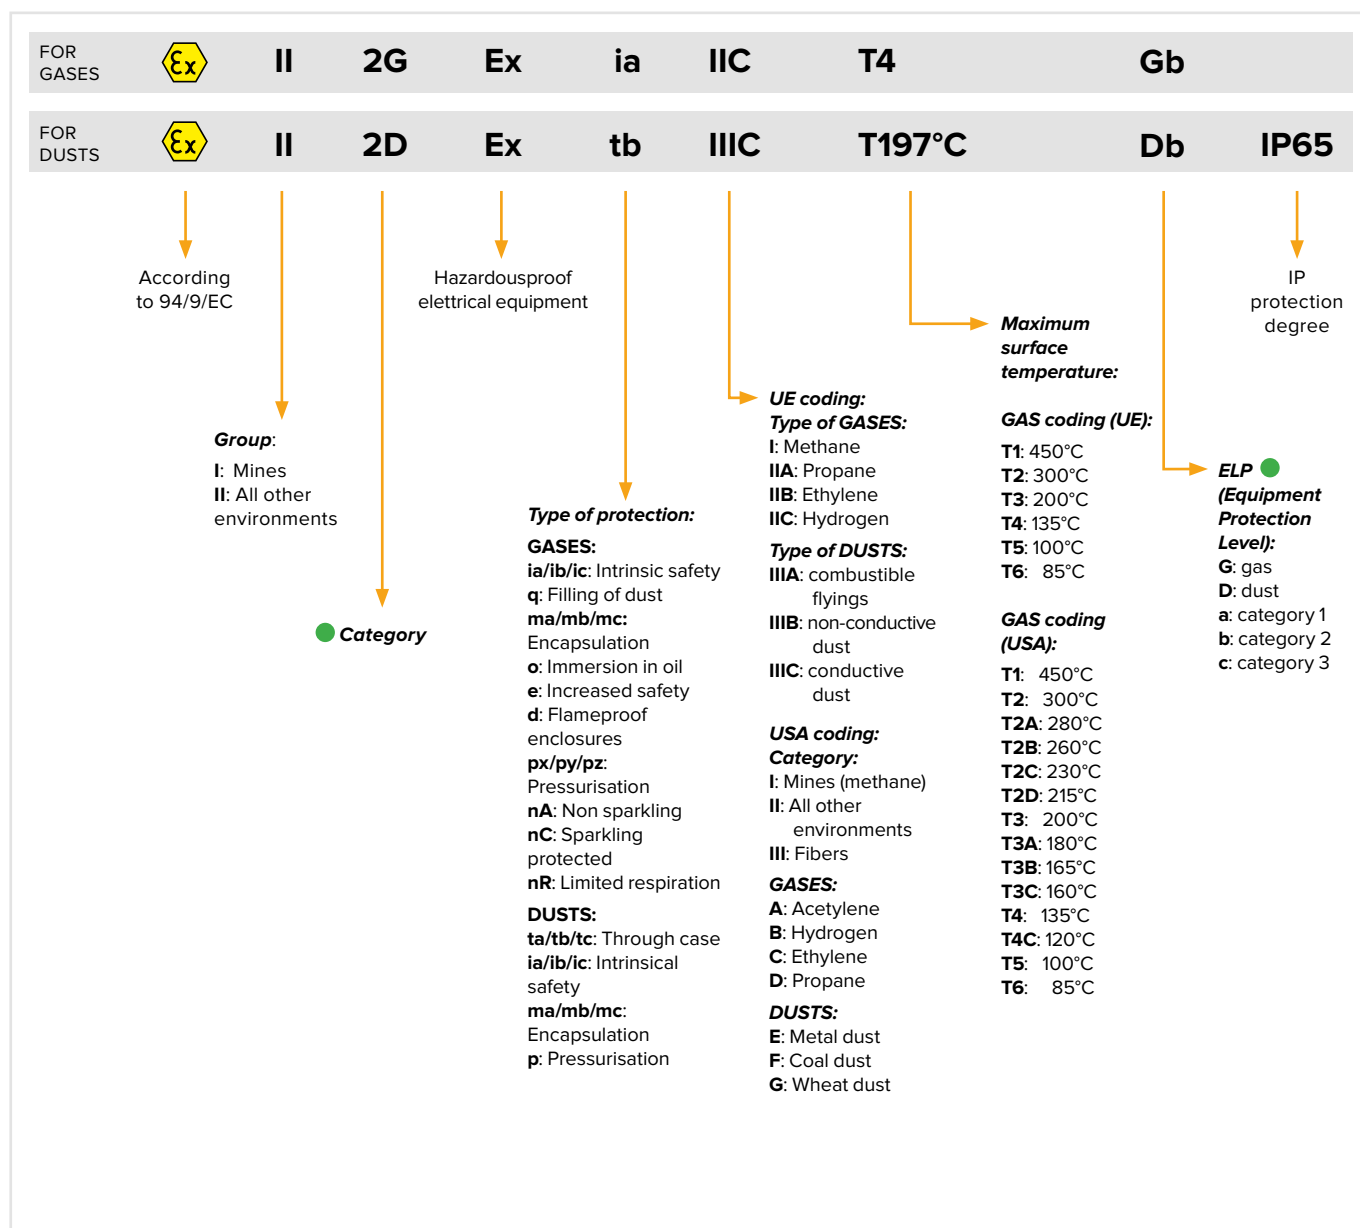 FOR
GASES
Ex II 2G Ex ia IIC T4 Gb
FOR
DUSTS
Ex II 2D Ex tb IIIC T197°C Db IP65
According
to 94/9/EC
Hazardousproof
elettrical equipment
IP
protection
degree
Group:
I: Mines
II: All other
environments
Category
Type of protection:
GASES:
ia/ib/ic: Intrinsic safety
q: Filling of dust
ma/mb/mc:
Encapsulation
o: Immersion in oil
e: Increased safety
d: Flameproof
enclosures
px/py/pz:
Pressurisation
nA: Non sparkling
nC: Sparkling
protected
nR: Limited respiration
DUSTS:
ta/tb/tc: Through case
ia/ib/ic: Intrinsical
safety
ma/mb/mc:
Encapsulation
p: Pressurisation
UE coding:
Type of GASES:
I: Methane
IIA: Propane
IIB: Ethylene
IIC: Hydrogen
Type of DUSTS:
IIIA: combustible
flyings
IIIB: non-conductive
dust
IIIC: conductive
dust
USA coding:
Category:
I: Mines (methane)
II: All other
environments
III: Fibers
GASES:
A: Acetylene
B: Hydrogen
C: Ethylene
D: Propane
DUSTS:
E: Metal dust
F: Coal dust
G: Wheat dust
Maximum
surface
temperature:
GAS coding (UE):
T1: 450°C
T2: 300°C
T3: 200°C
T4: 135°C
T5: 100°C
T6: 85°C
GAS coding
(USA):
T1: 450°C
T2: 300°C
T2A: 280°C
T2B: 260°C
T2C: 230°C
T2D: 215°C
T3: 200°C
T3A: 180°C
T3B: 165°C
T3C: 160°C
T4: 135°C
T4C: 120°C
T5: 100°C
T6: 85°C
ELP
(Equipment
Protection
Level):
G: gas
D: dust
a: category 1
b: category 2
c: category 3